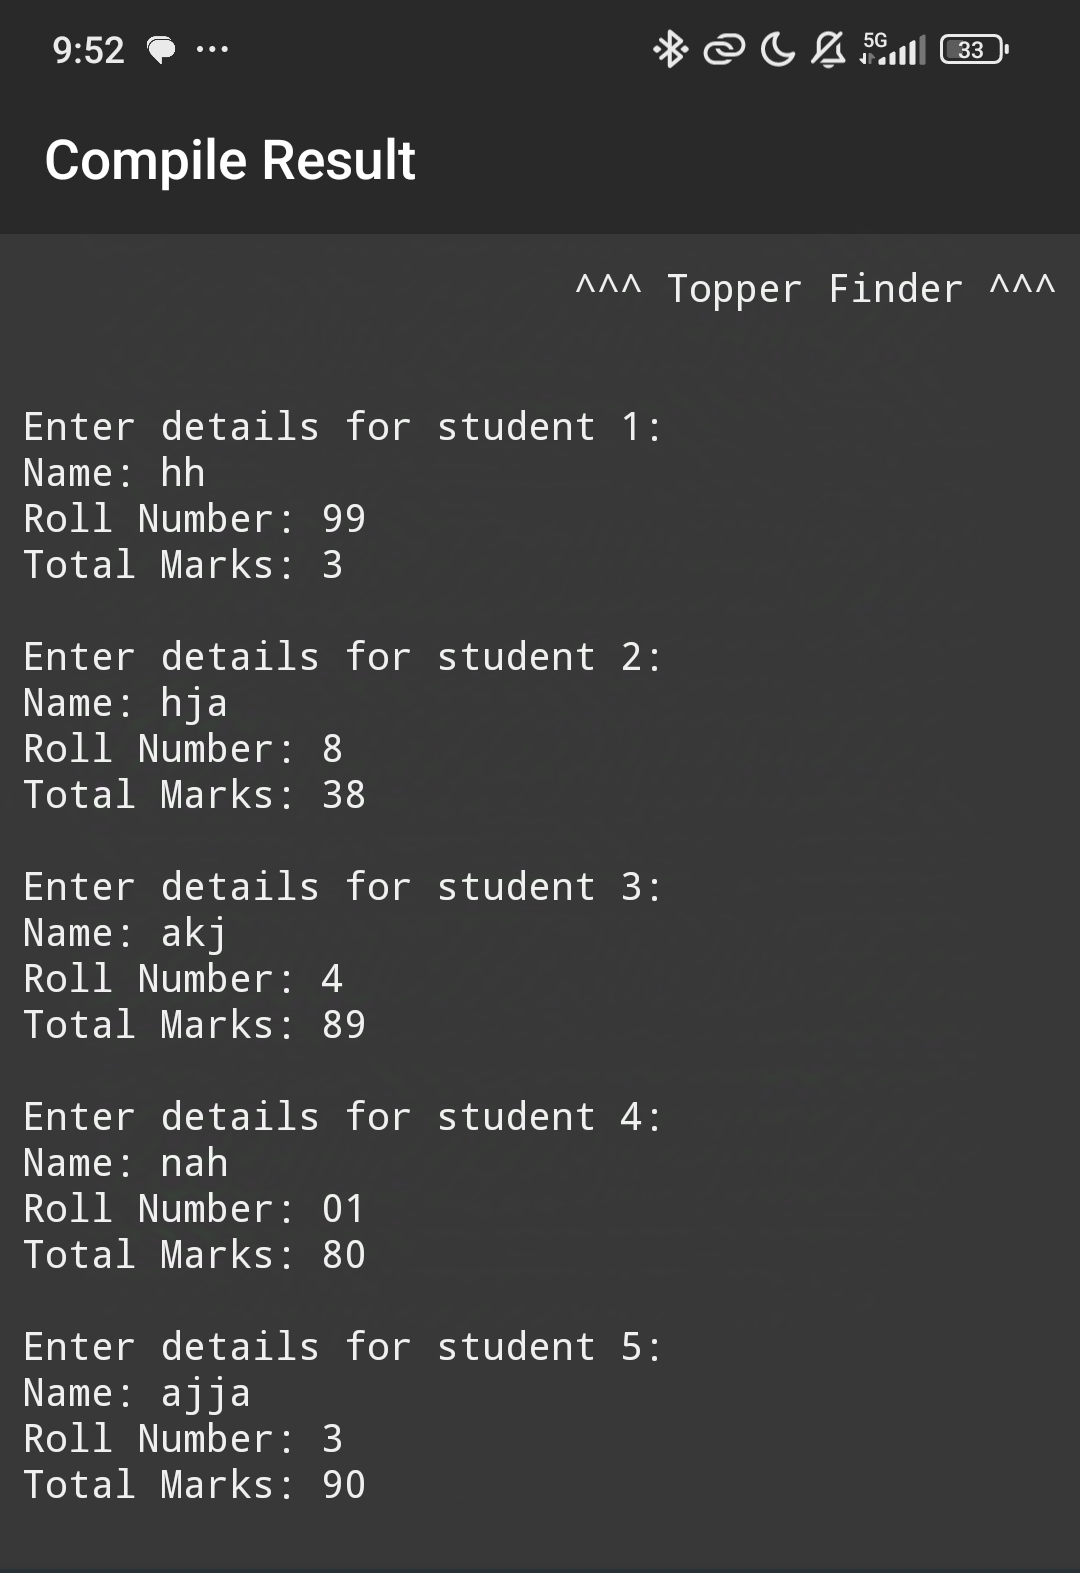 9:52 ... 5G 33
Compile Result
^^^ Topper Finder ^^^
Enter details for student 1:
Name: hh
Roll Number: 99
Total Marks: 3
Enter details for student 2:
Name: hja
Roll Number: 8
Total Marks: 38
Enter details for student 3:
Name: akj
Roll Number: 4
Total Marks: 89
Enter details for student 4:
Name: nah
Roll Number: 01
Total Marks: 80
Enter details for student 5:
Name: ajja
Roll Number: 3
Total Marks: 90